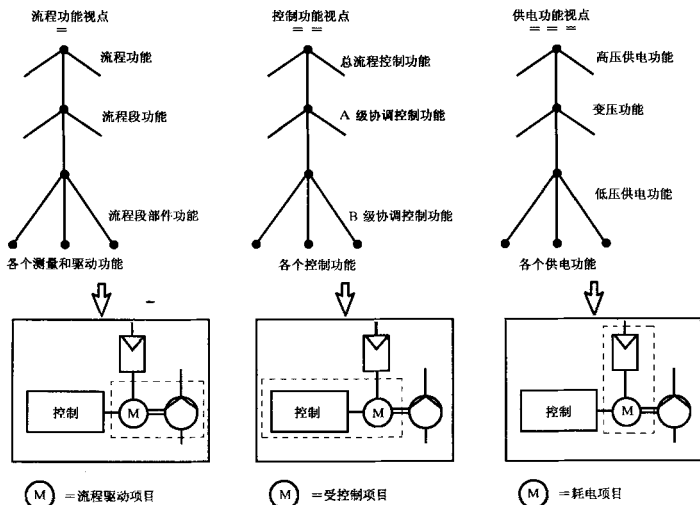 流程功能视点
=
流程功能
流程段功能
流程段部件功能
各个测量和驱动功能
控制
M
M =流程驱动项目
控制功能视点
= =
总流程控制功能
A 级协调控制功能
B 级协调控制功能
各个控制功能
控制
M
M =受控制项目
供电功能视点
= = =
高压供电功能
变压功能
低压供电功能
各个供电功能
控制
M
M =耗电项目